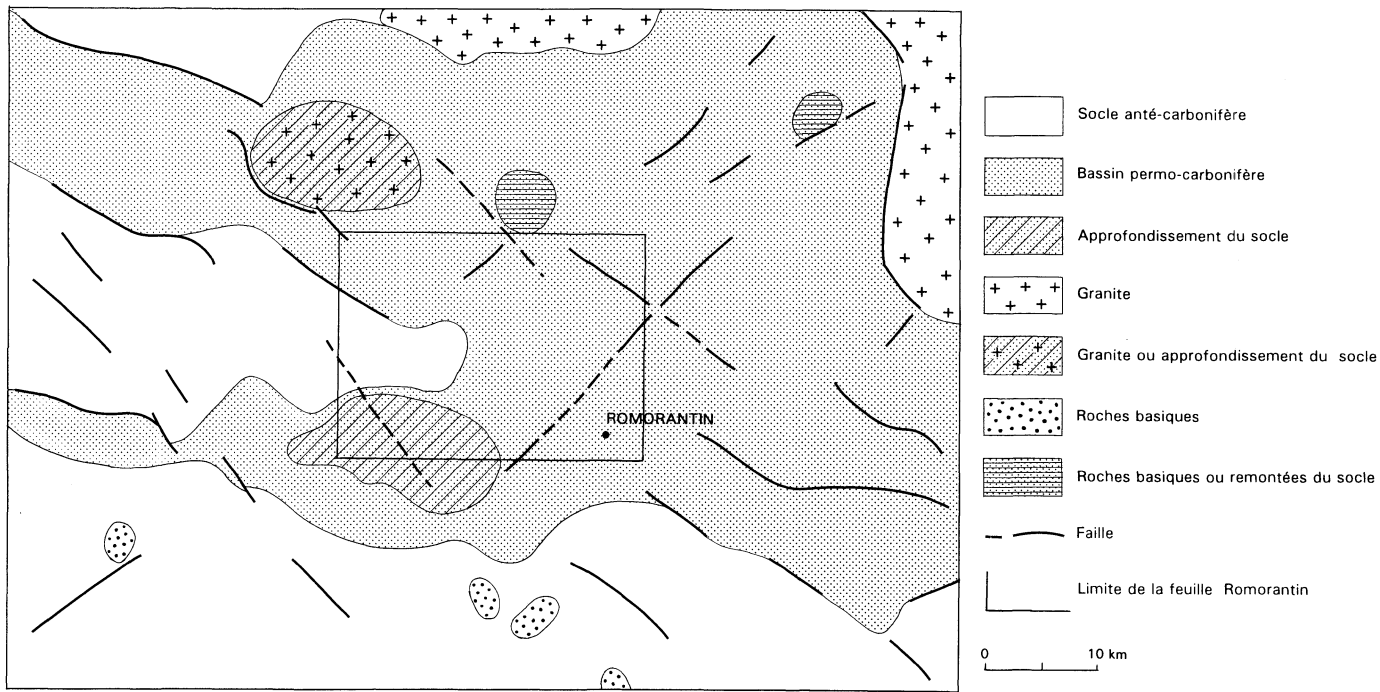 ROMORANTIN
Socle anté-carbonifère
Bassin permo-carbonifère
Approfondissement du socle
Granite
Granite ou approfondissement du socle
Roches basiques
Roches basiques ou remontées du socle
Faille
Limite de la feuille Romorantin
0 10 km